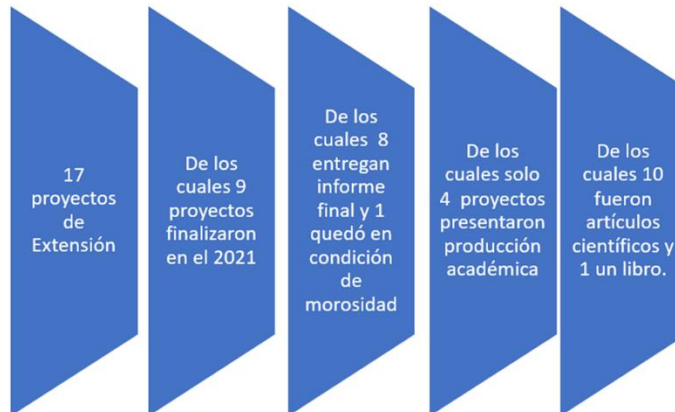 17
proyectos
de
Extensión
De los
cuales 9
proyectos
finalizaron
en el 2021
De los
cuales 8
entregan
informe
final y 1
quedó en
condición
de
morosidad
De los
cuales solo
4 proyectos
presentaron
producción
académica
De los
cuales 10
fueron
artículos
científicos y
1 un libro.